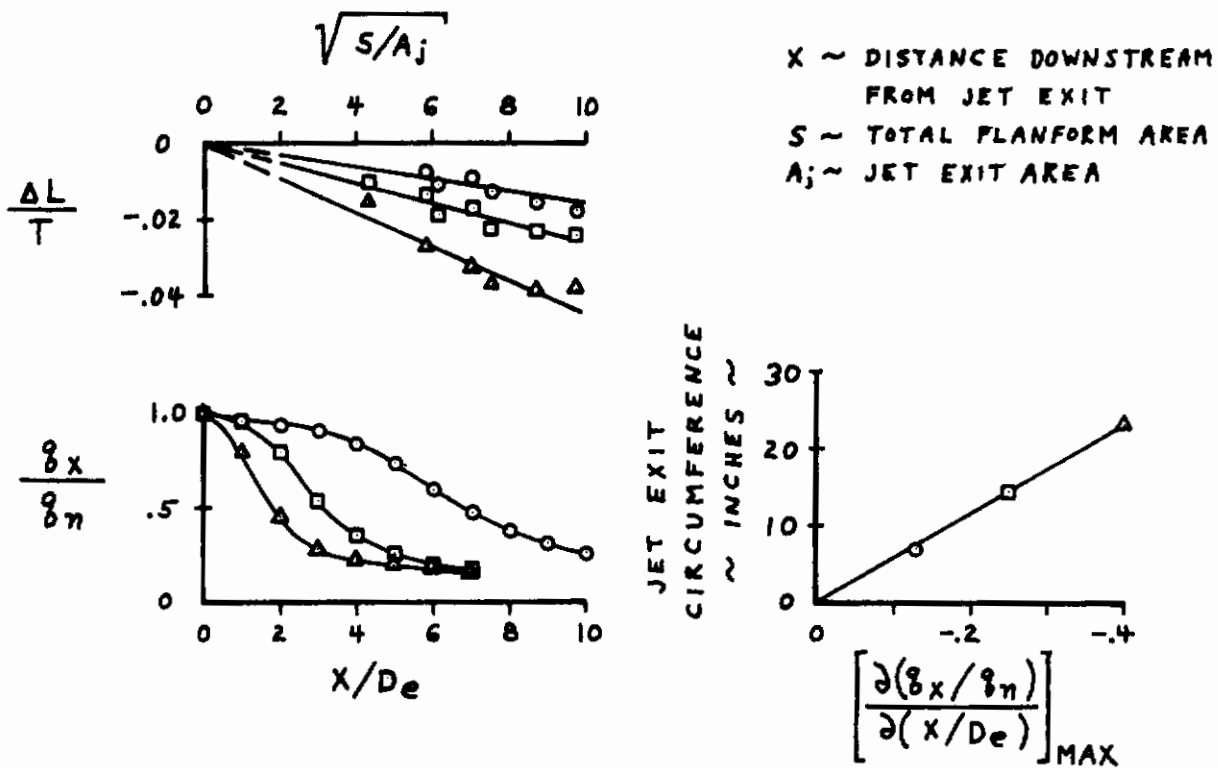 √S/Aj
0 2 4 6 8 10
0
-.02
-.04
ΔL
T
X ~ DISTANCE DOWNSTREAM
FROM JET EXIT
S ~ TOTAL PLANFORM AREA
Aj ~ JET EXIT AREA
1.0
.5
0
qx
qn
0 2 4 6 8 10
X/De
JET EXIT
CIRCUMFERENCE
~ INCHES ~
30
20
10
0
0 -.2 -.4
[∂(qx/qn)
∂(X/De)]MAX